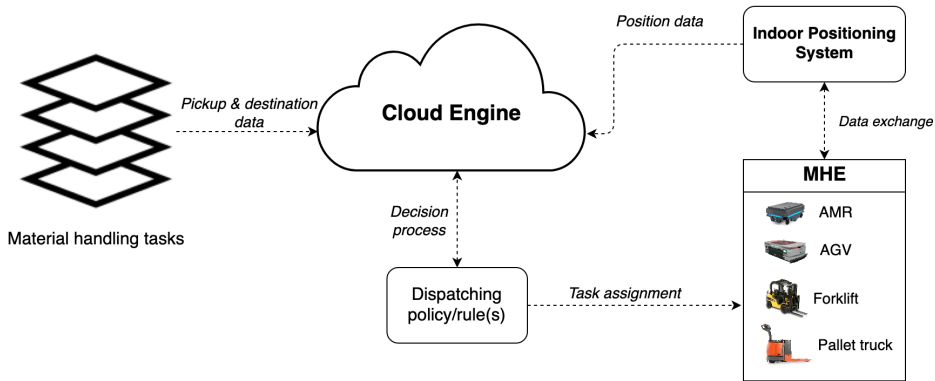 Position data
Indoor Positioning
System
Pickup & destination
data
Cloud Engine
Data exchange
Material handling tasks
Decision
process
MHE
AMR
AGV
Dispatching
policy/rule(s)
Task assignment
Forklift
Pallet truck